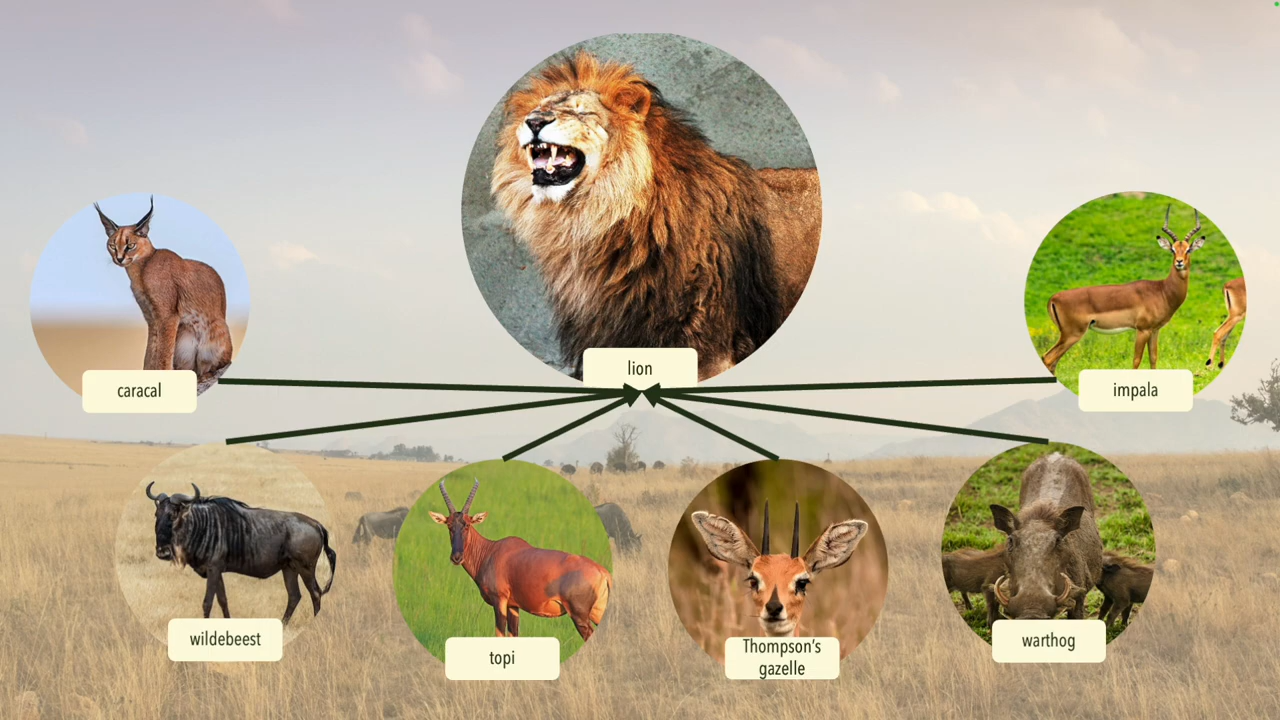 lion
caracal
impala
wildebeest
topi
Thompson's
gazelle
warthog